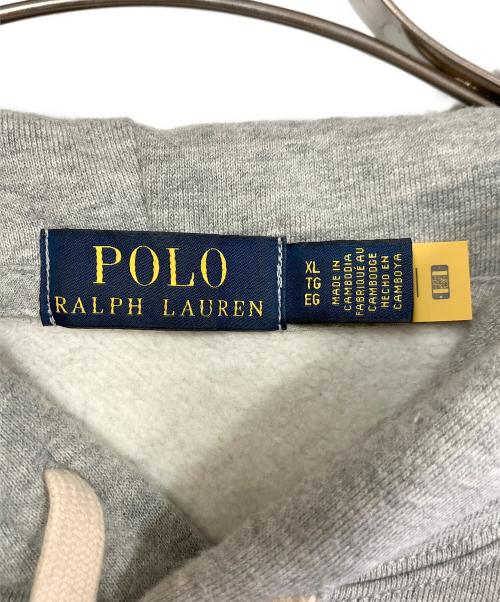 POLO
RALPH LAUREN
XL
TG
EG
MADE IN
CAMBODIA
FABRIQUÉ AU
CAMBODGE
HECHO EN
CAMBOYA